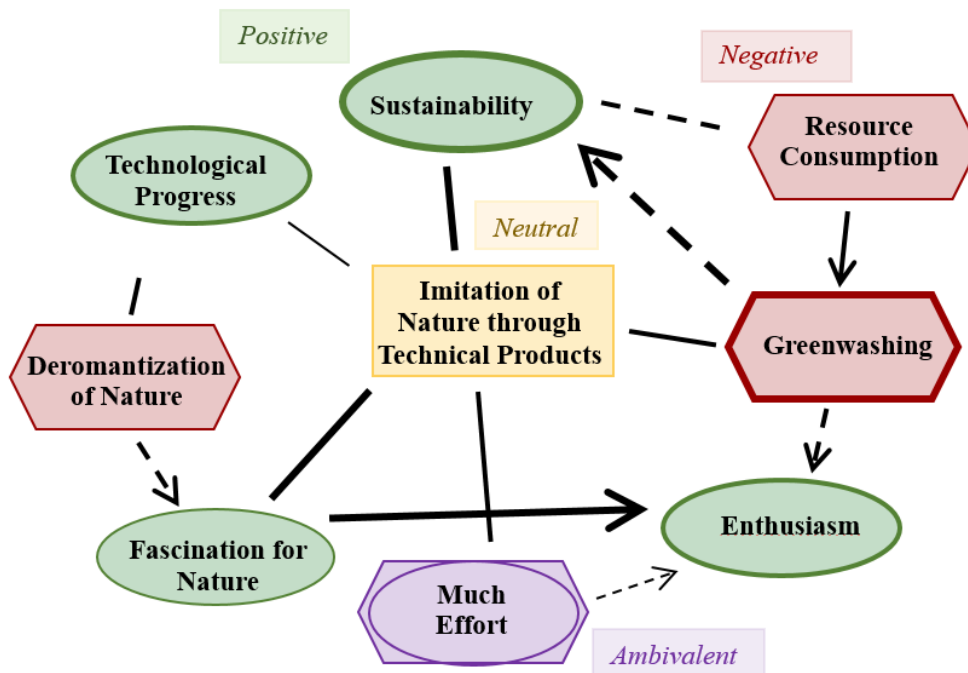 Positive
Negative
Sustainability
Resource
Consumption
Technological
Progress
Neutral
Imitation of
Nature through
Technical Products
Greenwashing
Deromantization
of Nature
Fascination for
Nature
Enthusiasm
Much
Effort
Ambivalent